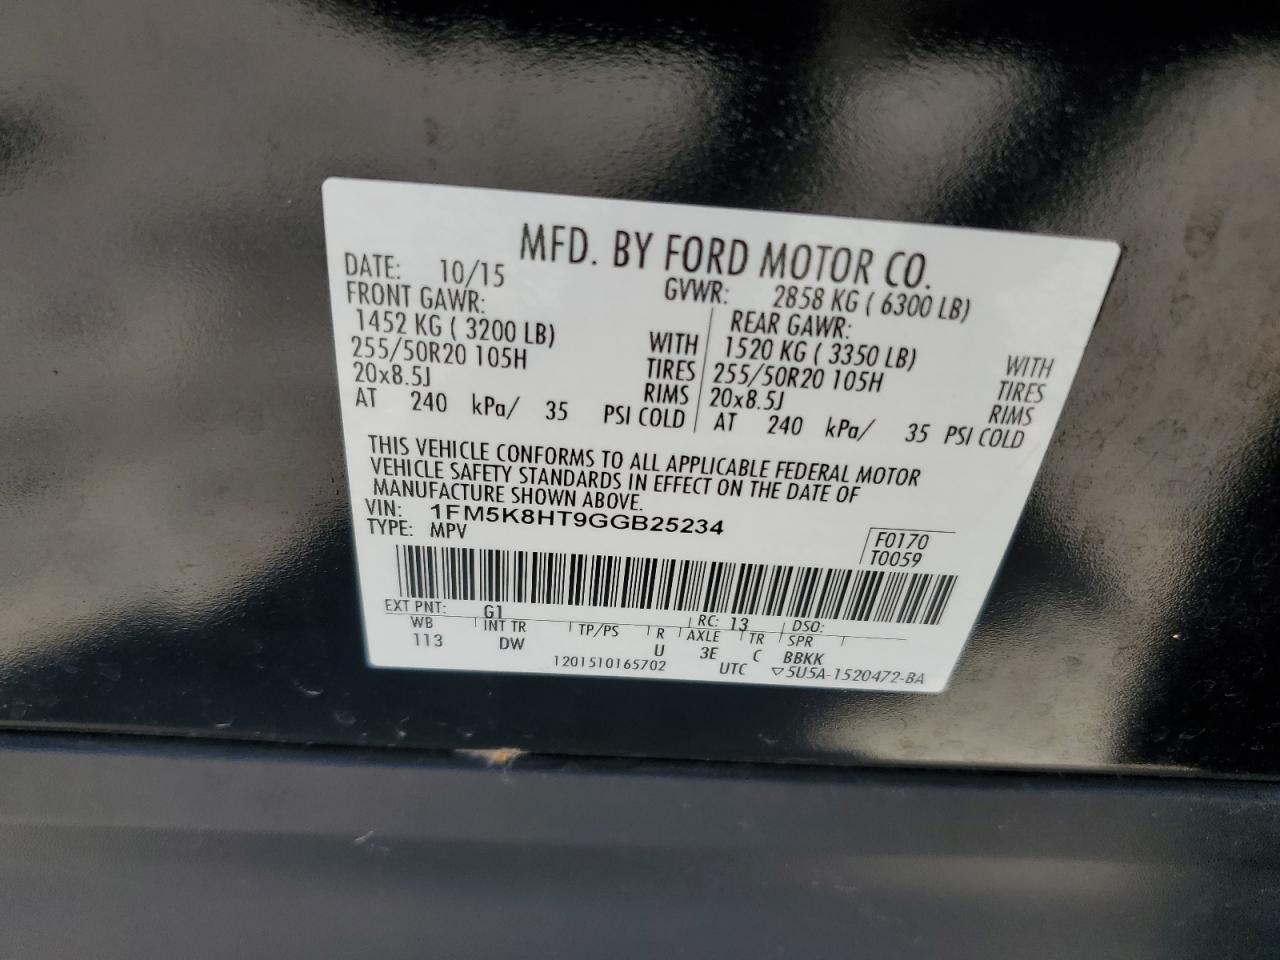 MFD. BY FORD MOTOR CO.
DATE: 10/15 GVWR: 2858 KG ( 6300 LB)
FRONT GAWR: REAR GAWR:
1452 KG ( 3200 LB) WITH 1520 KG ( 3350 LB) WITH
255/50R20 105H TIRES 255/50R20 105H TIRES
20x8.5J RIMS 20x8.5J RIMS
AT 240 kPa/ 35 PSI COLD AT 240 kPa/ 35 PSI COLD
THIS VEHICLE CONFORMS TO ALL APPLICABLE FEDERAL MOTOR
VEHICLE SAFETY STANDARDS IN EFFECT ON THE DATE OF
MANUFACTURE SHOWN ABOVE.
VIN: 1FM5K8HT9GGB25234
TYPE: MPV
F0170
T0059
EXT PNT: G1 RC: 13 DSO:
WB INT TR TP/PS R AXLE TR SPR
113 DW U 3E C BBKK
1201510165702 UTC ▽5U5A-1520472-BA